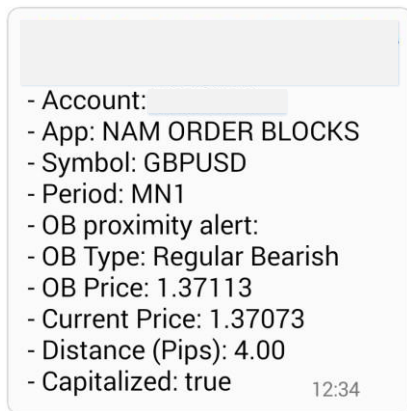 - Account:
- App: NAM ORDER BLOCKS
- Symbol: GBPUSD
- Period: MN1
- OB proximity alert:
- OB Type: Regular Bearish
- OB Price: 1.37113
- Current Price: 1.37073
- Distance (Pips): 4.00
- Capitalized: true
12:34